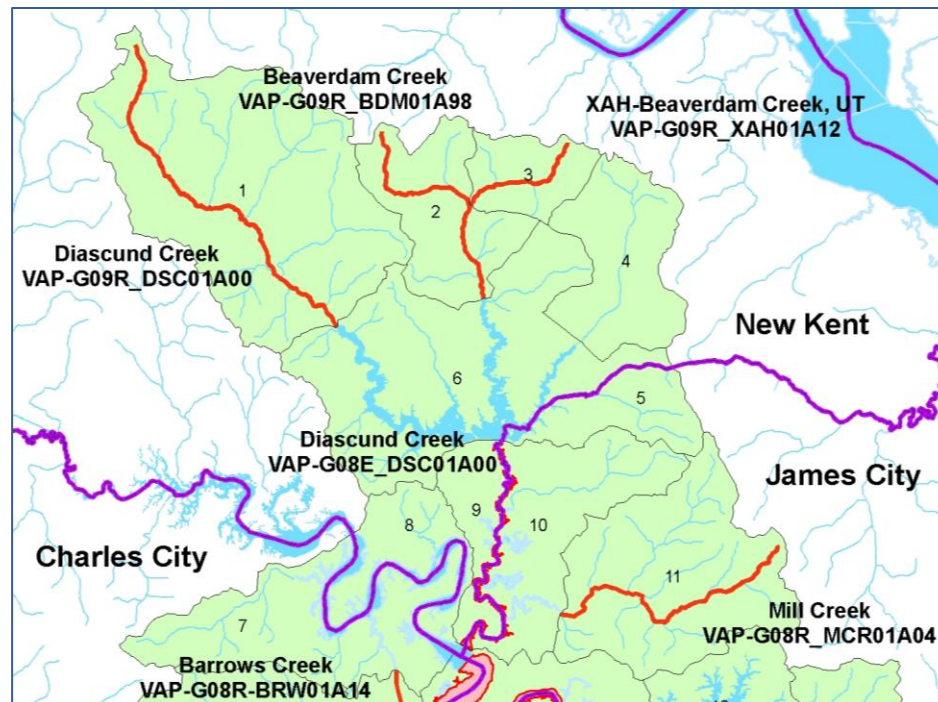 Beaverdam Creek
VAP-G09R_BDM01A98
XAH-Beaverdam Creek, UT
VAP-G09R_XAH01A12
1
3
2
Diascund Creek
VAP-G09R_DSC01A00
4
New Kent
6
5
Diascund Creek
VAP-G08E_DSC01A00
James City
9
10
8
Charles City
11
Mill Creek
VAP-G08R_MCR01A04
7
Barrows Creek
VAP-G08R-BRW01A14